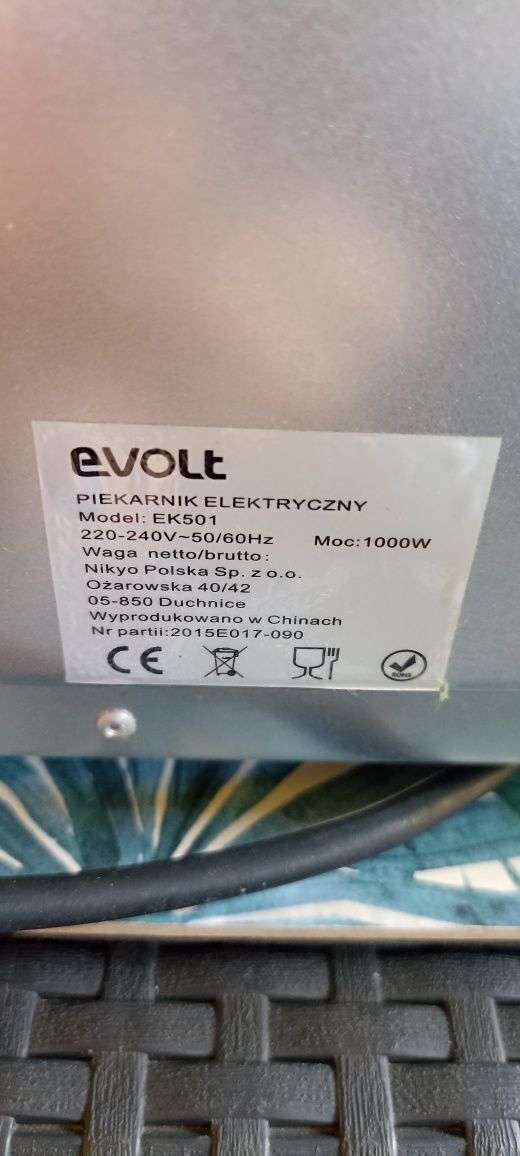 evolt
PIEKARNIK ELEKTRYCZNY
Model: EK501
220-240V~50/60Hz Moc:1000W
Waga netto/brutto:
Nikyo Polska Sp. z o.o.
Ożarowska 40/42
05-850 Duchnice
Wyprodukowano w Chinach
Nr partii:2015E017-090
CE
ROHS